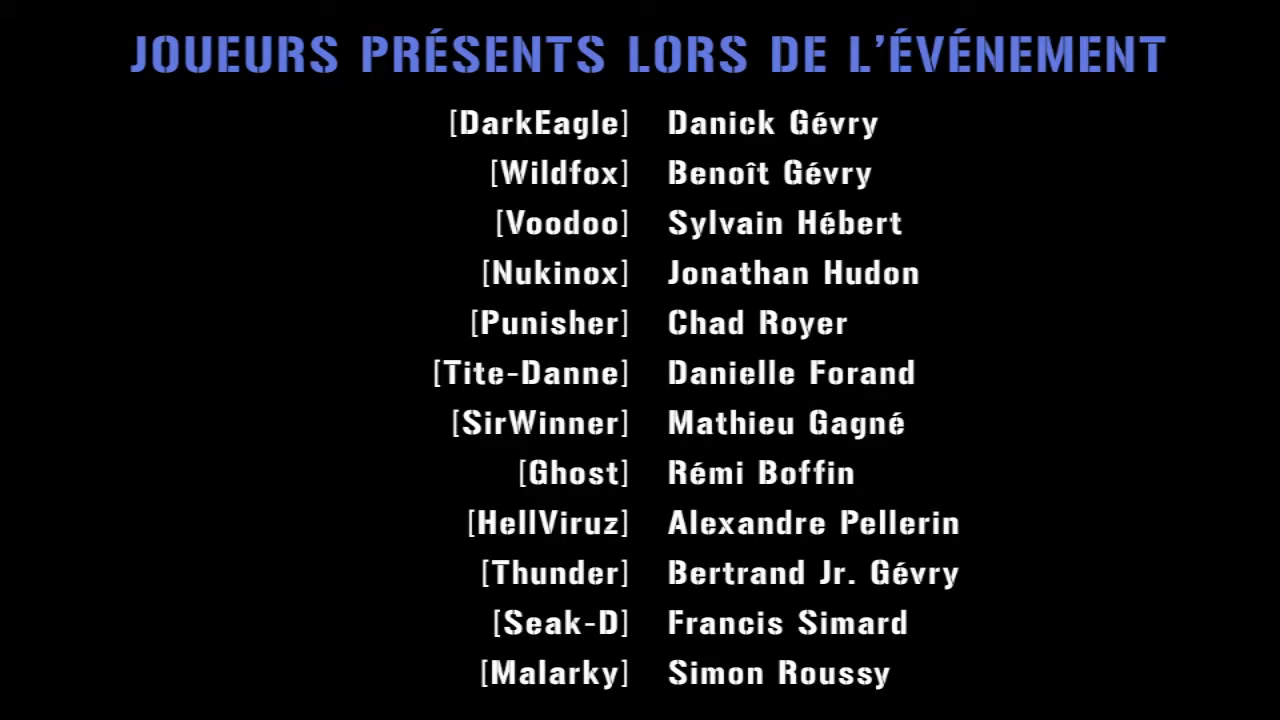 JOUEURS PRÉSENTS LORS DE L'ÉVÉNEMENT
[DarkEagle] Danick Gévry
[Wildfox] Benoît Gévry
[Voodoo] Sylvain Hébert
[Nukinox] Jonathan Hudon
[Punisher] Chad Royer
[Tite-Danne] Danielle Forand
[SirWinner] Mathieu Gagné
[Ghost] Rémi Boffin
[HellViruz] Alexandre Pellerin
[Thunder] Bertrand Jr. Gévry
[Seak-D] Francis Simard
[Malarky] Simon Roussy